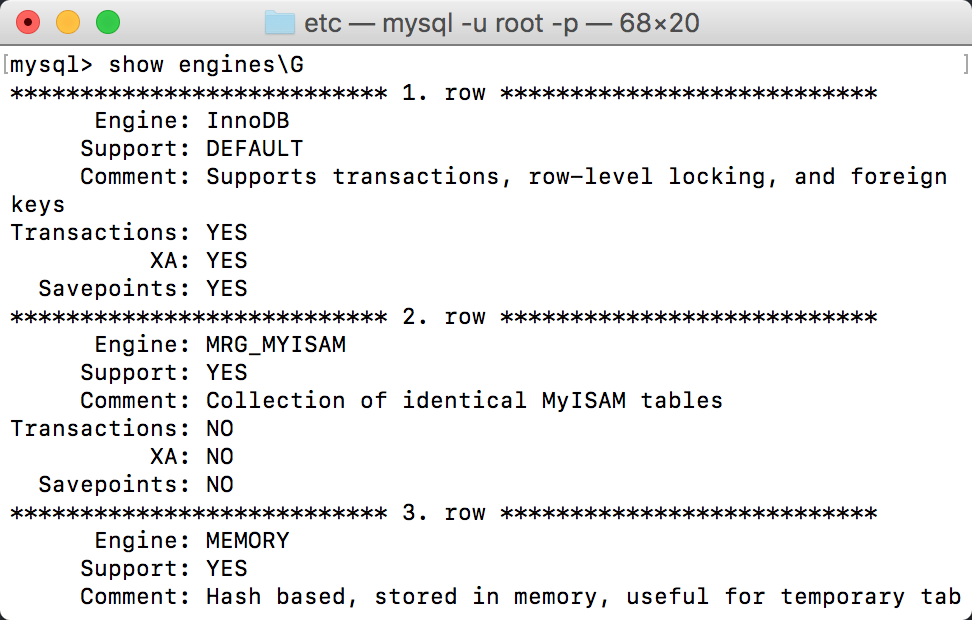 etc — mysql -u root -p — 68×20
[mysql> show engines\G ]
*************************** 1. row ***************************
Engine: InnoDB
Support: DEFAULT
Comment: Supports transactions, row-level locking, and foreign
keys
Transactions: YES
XA: YES
Savepoints: YES
*************************** 2. row ***************************
Engine: MRG_MYISAM
Support: YES
Comment: Collection of identical MyISAM tables
Transactions: NO
XA: NO
Savepoints: NO
*************************** 3. row ***************************
Engine: MEMORY
Support: YES
Comment: Hash based, stored in memory, useful for temporary tab